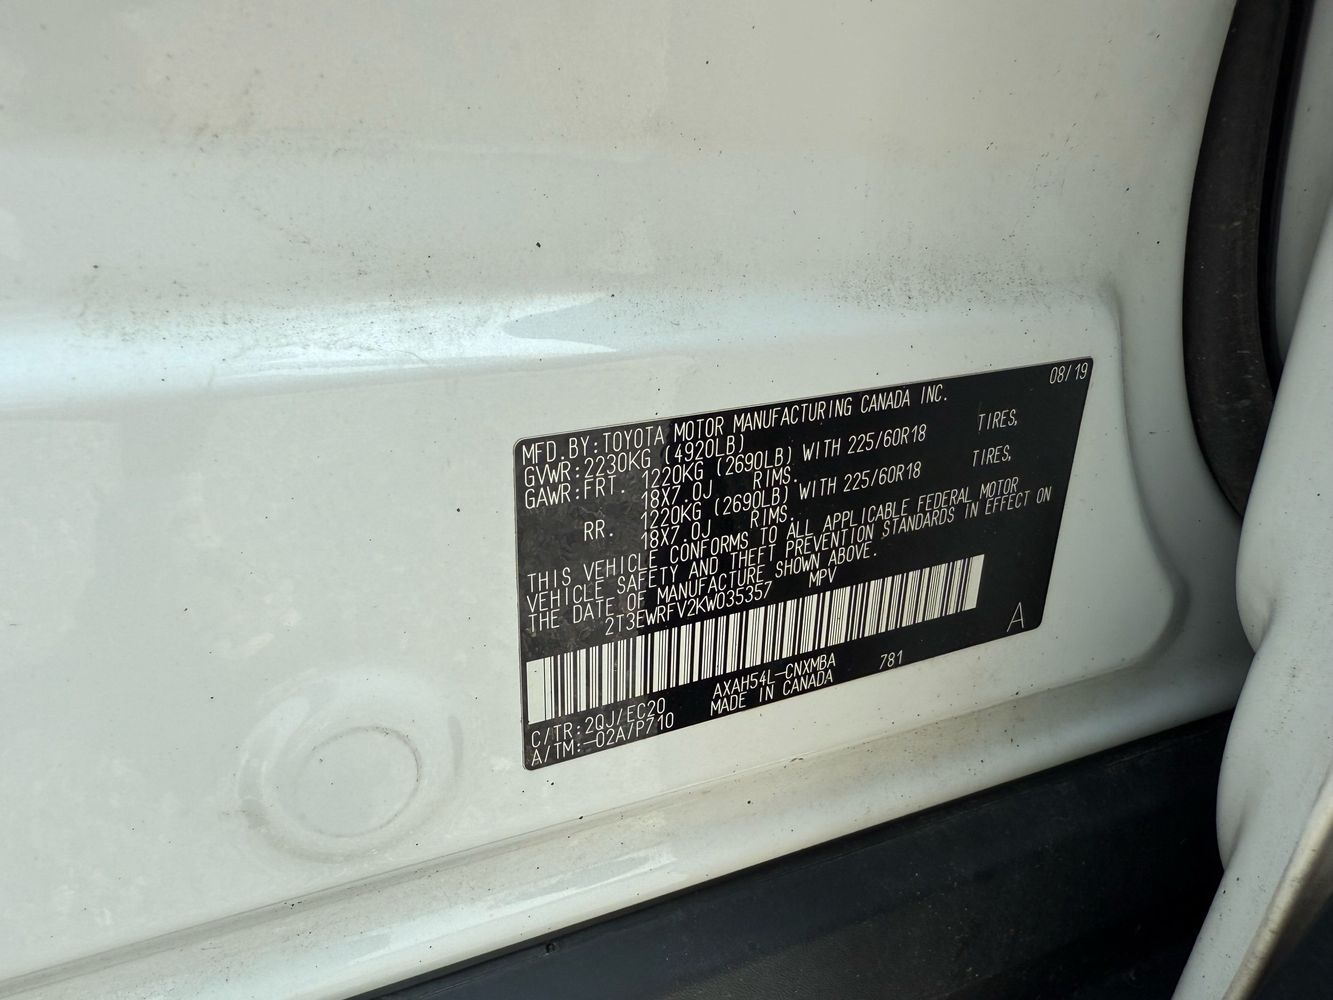 08/19
MFD.BY:TOYOTA MOTOR MANUFACTURING CANADA INC.
GVWR:2230KG (4920LB)
GAWR:FRT. 1220KG (2690LB) WITH 225/60R18 TIRES,
18X7.0J RIMS.
RR. 1220KG (2690LB) WITH 225/60R18 TIRES,
18X7.0J RIMS.
THIS VEHICLE CONFORMS TO ALL APPLICABLE FEDERAL MOTOR
VEHICLE SAFETY AND THEFT PREVENTION STANDARDS IN EFFECT ON
THE DATE OF MANUFACTURE SHOWN ABOVE.
2T3EWRFV2KW035357 MPV
A
C/TR:2QJ/EC20 AXAH54L-CNXMBA 781
A/TM:-02A/P710 MADE IN CANADA